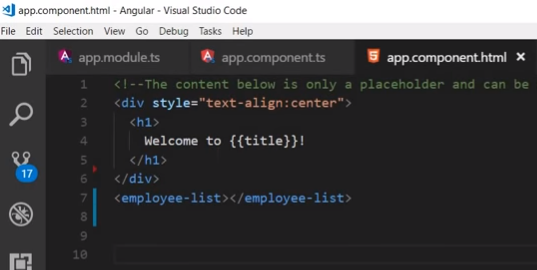 app.component.html - Angular - Visual Studio Code
File Edit Selection View Go Debug Tasks Help
app.module.ts app.component.ts app.component.html
1 <!--The content below is only a placeholder and can be
2 <div style="text-align:center">
3 <h1>
4 Welcome to {{title}}!
5 </h1>
6 </div>
7 <employee-list></employee-list>
8
9
10
17